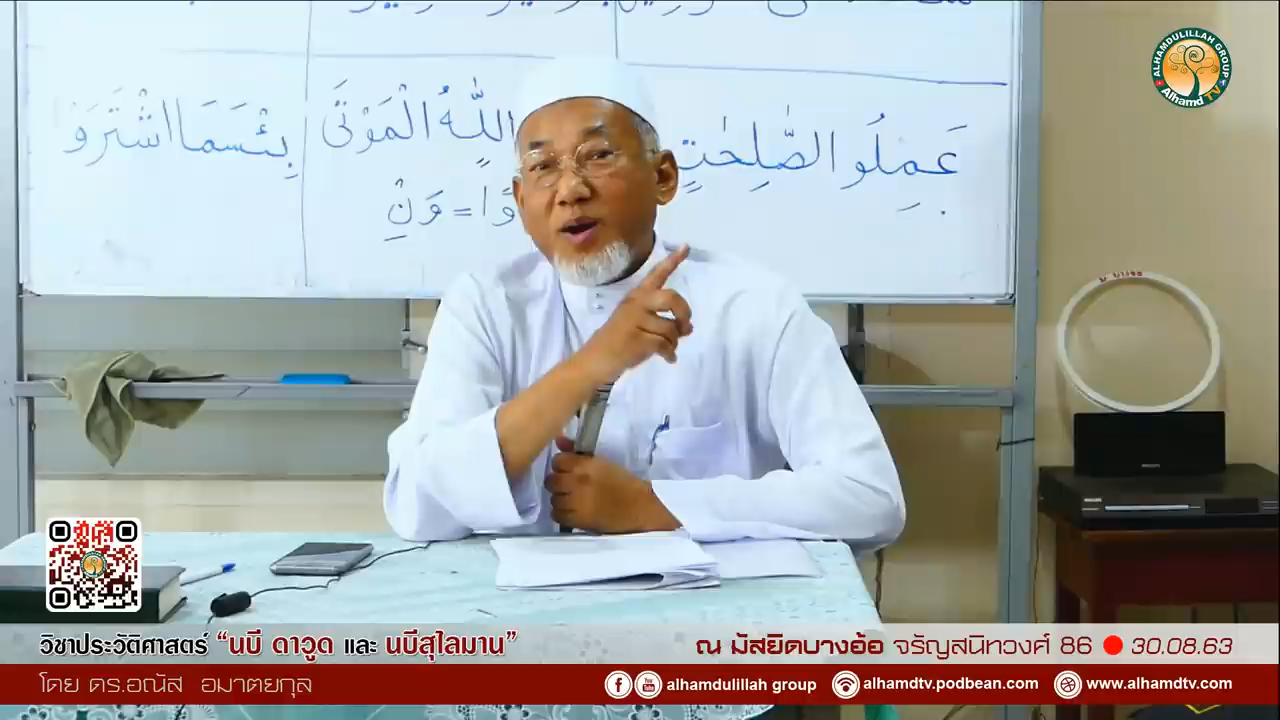 ALHAMDULILLAH GROUP
Alhamd TV
عَمِلُو الصَّٰلِحَٰتِ
اللَّهُ الْمَوْتَىٰ
بِئْسَمَا اشْتَرَوْا
وًا = وَنْ
PHILIPS
วิชาประวัติศาสตร์ “นบี ดาวูด และ นบีสุไลมาน”
ณ มัสยิดบางอ้อ จรัญสนิทวงศ์ 86 30.08.63
โดย ดร.อณัส อมาตยกุล
alhamdulillah group alhamdtv.podbean.com www.alhamdtv.com